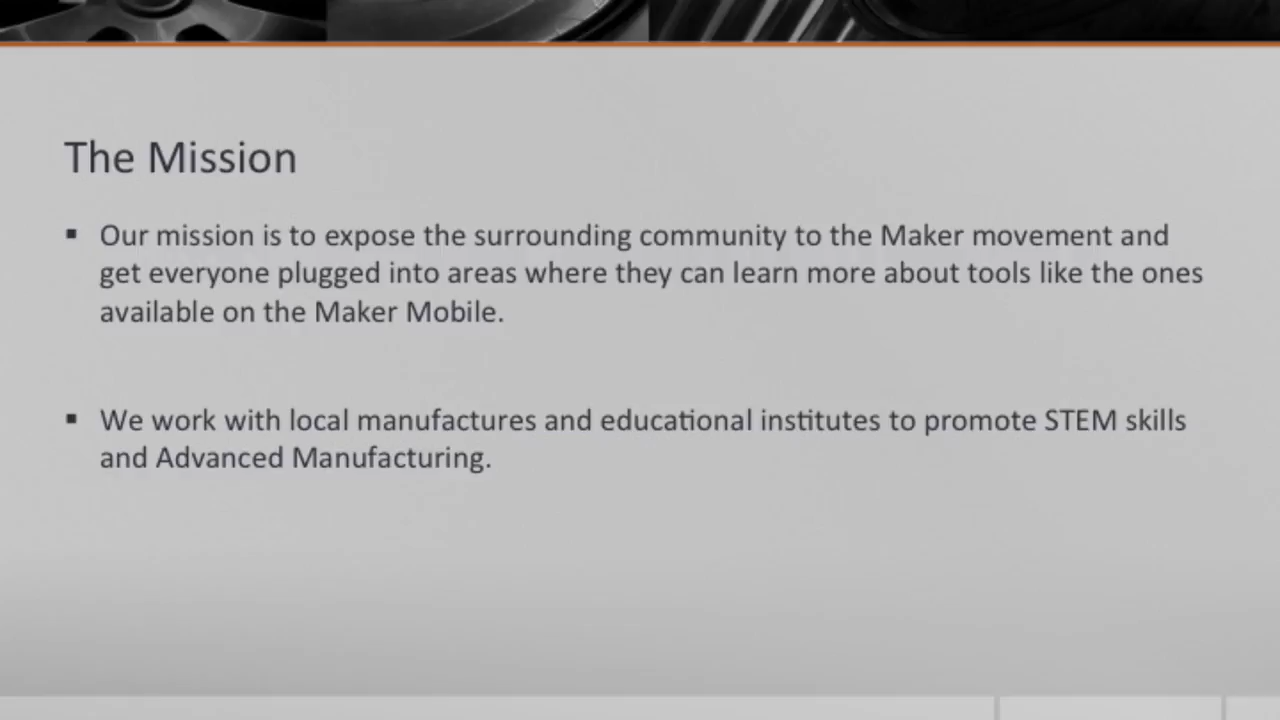 The Mission
▪ Our mission is to expose the surrounding community to the Maker movement and
get everyone plugged into areas where they can learn more about tools like the ones
available on the Maker Mobile.
▪ We work with local manufactures and educational institutes to promote STEM skills
and Advanced Manufacturing.